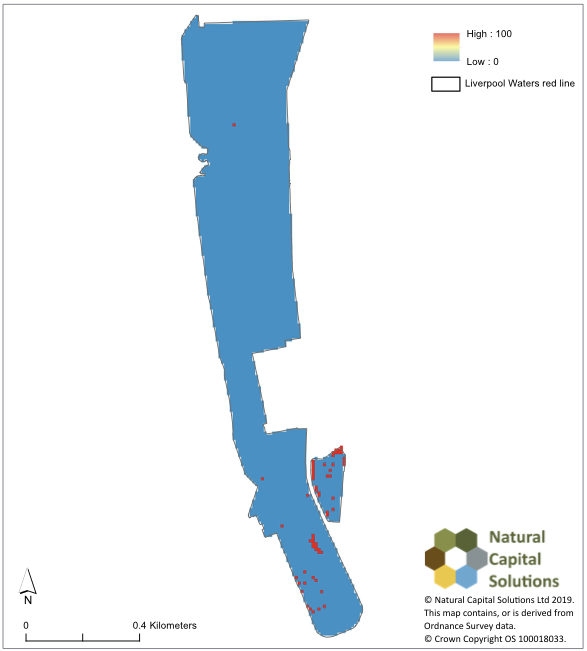 High : 100
Low : 0
Liverpool Waters red line
Natural
Capital
Solutions
N
© Natural Capital Solutions Ltd 2019.
This map contains, or is derived from
Ordnance Survey data.
© Crown Copyright OS 100018033.
0 0.4 Kilometers